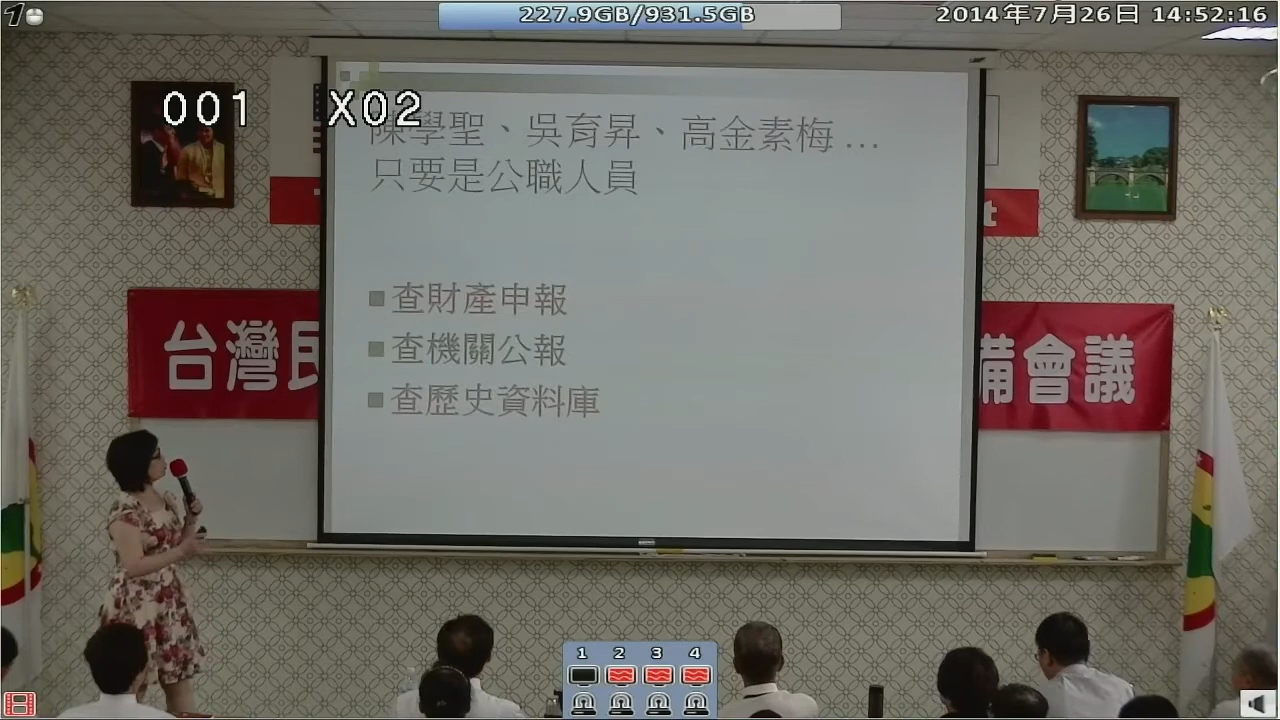 1
227.9GB/931.5GB
2014年7月26日 14:52:16
001 X02
陳學聖、吳育昇、高金素梅...
只要是公職人員
查財產申報
查機關公報
查歷史資料庫
t
台灣民
備會議
1 2 3 4